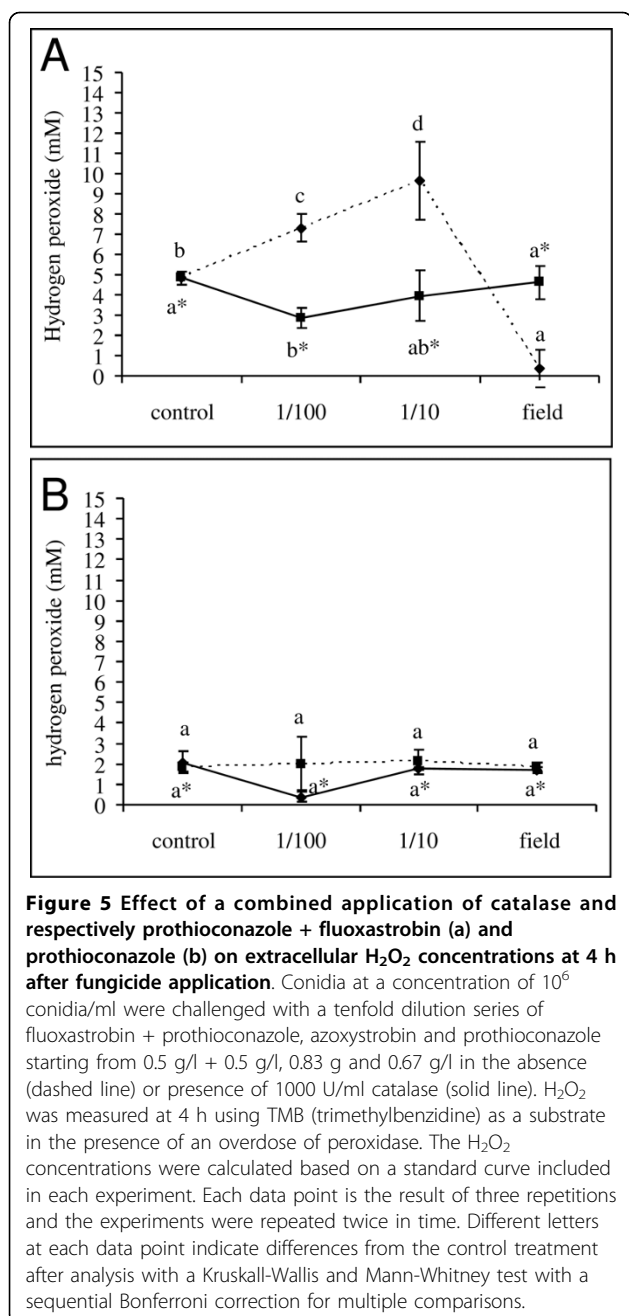 A
Hydrogen peroxide (mM)
15
14
13
12
11
10
9
8
7
6
5
4
3
2
1
0
b
c
d
a*
a*
b*
ab*
a
control 1/100 1/10 field
B
hydrogen peroxide (mM)
15
14
13
12
11
10
9
8
7
6
5
4
3
2
1
0
a a a a
a* a* a* a*
control 1/100 1/10 field
Figure 5 Effect of a combined application of catalase and
respectively prothioconazole + fluoxastrobin (a) and
prothioconazole (b) on extracellular H₂O₂ concentrations at 4 h
after fungicide application. Conidia at a concentration of 10⁶
conidia/ml were challenged with a tenfold dilution series of
fluoxastrobin + prothioconazole, azoxystrobin and prothioconazole
starting from 0.5 g/l + 0.5 g/l, 0.83 g and 0.67 g/l in the absence
(dashed line) or presence of 1000 U/ml catalase (solid line). H₂O₂
was measured at 4 h using TMB (trimethylbenzidine) as a substrate
in the presence of an overdose of peroxidase. The H₂O₂
concentrations were calculated based on a standard curve included
in each experiment. Each data point is the result of three repetitions
and the experiments were repeated twice in time. Different letters
at each data point indicate differences from the control treatment
after analysis with a Kruskall-Wallis and Mann-Whitney test with a
sequential Bonferroni correction for multiple comparisons.